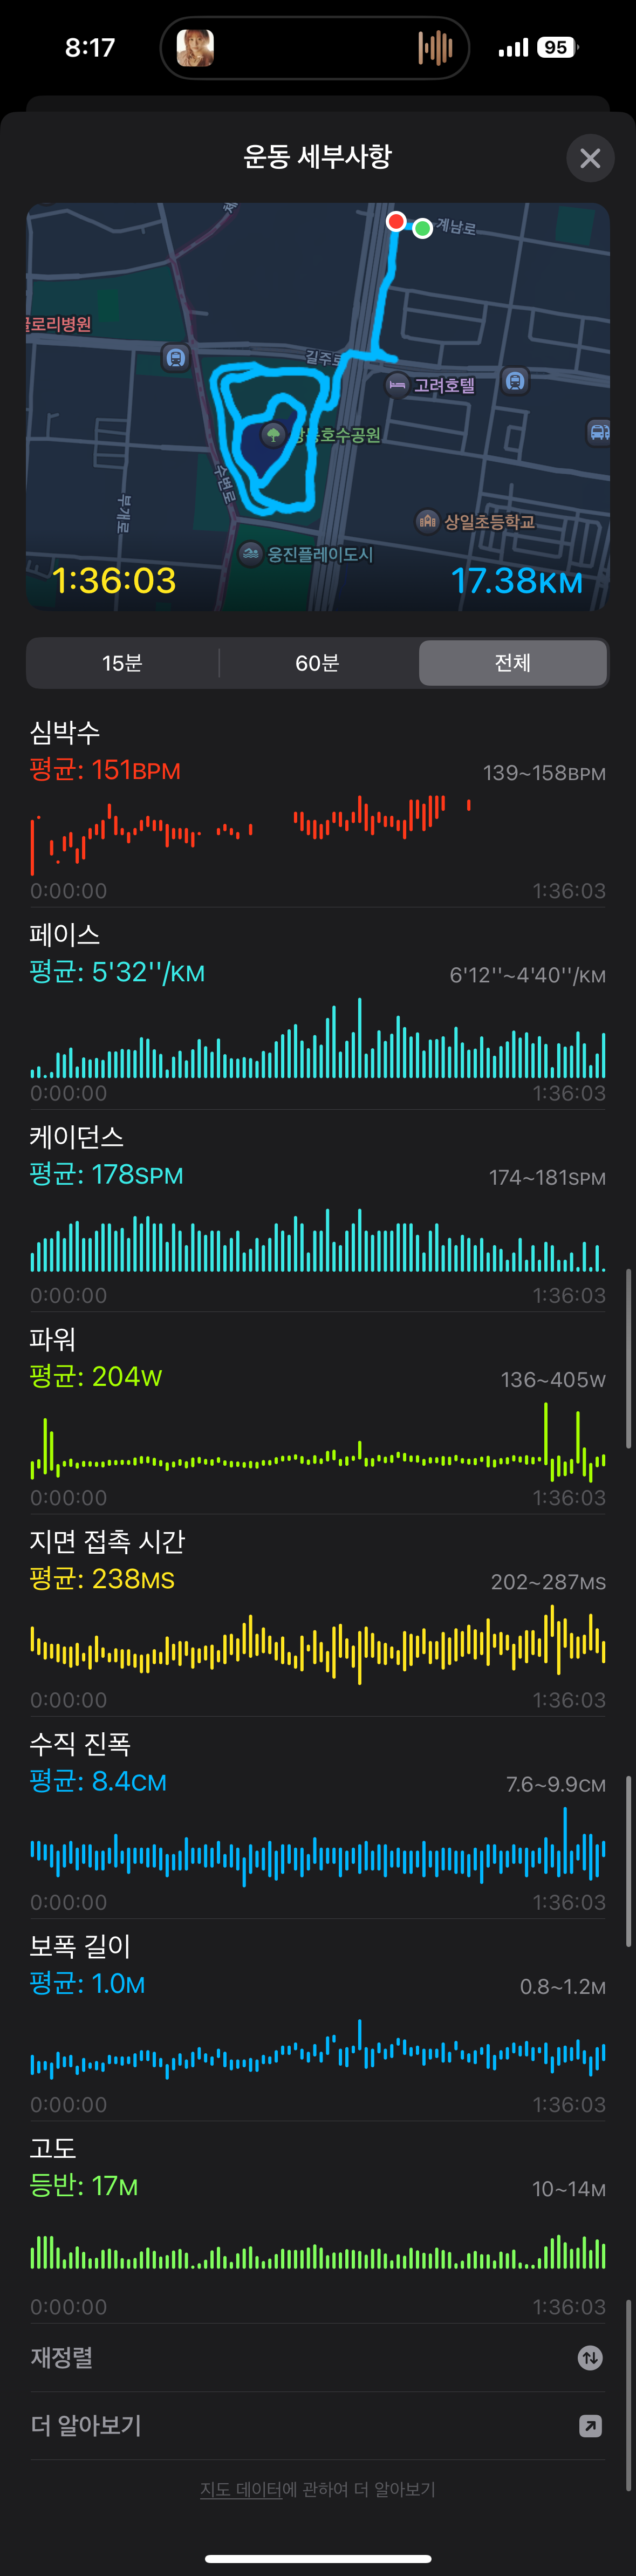 8:17
95
운동 세부사항
계남로
글로리병원
길주로
고려호텔
상동호수공원
수변로
부개로
상일초등학교
웅진플레이도시
1:36:03
17.38KM
15분
60분
전체
심박수
평균: 151BPM
139~158BPM
0:00:00
1:36:03
페이스
평균: 5'32''/KM
6'12''~4'40''/KM
0:00:00
1:36:03
케이던스
평균: 178SPM
174~181SPM
0:00:00
1:36:03
파워
평균: 204W
136~405W
0:00:00
1:36:03
지면 접촉 시간
평균: 238MS
202~287MS
0:00:00
1:36:03
수직 진폭
평균: 8.4CM
7.6~9.9CM
0:00:00
1:36:03
보폭 길이
평균: 1.0M
0.8~1.2M
0:00:00
1:36:03
고도
등반: 17M
10~14M
0:00:00
1:36:03
재정렬
더 알아보기
지도 데이터에 관하여 더 알아보기